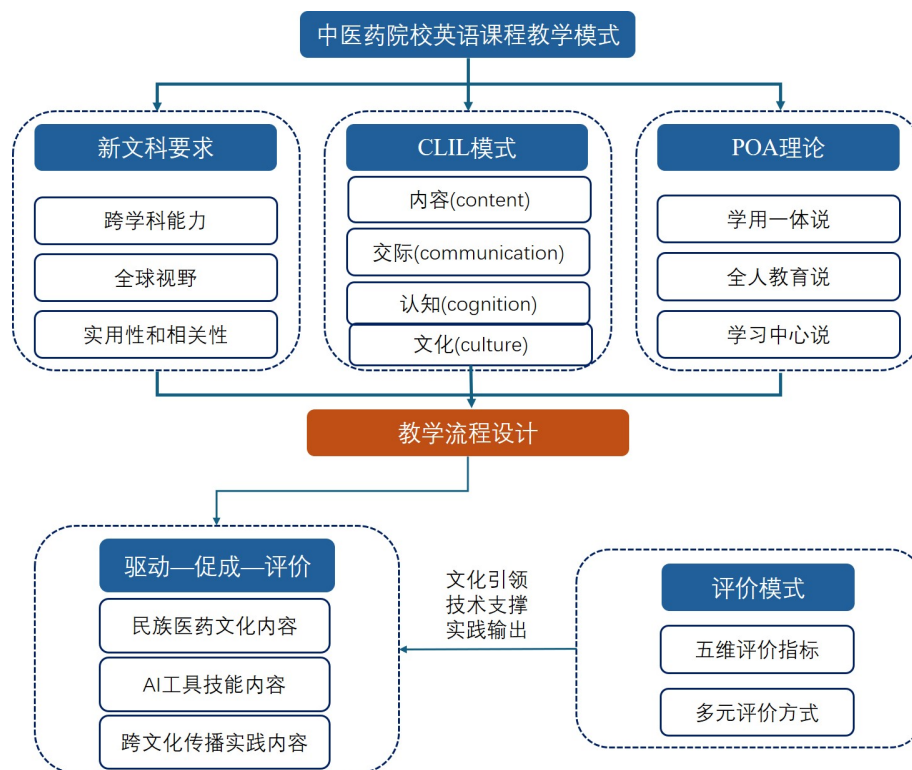 中医药院校英语课程教学模式
新文科要求
跨学科能力
全球视野
实用性和相关性
CLIL模式
内容(content)
交际(communication)
认知(cognition)
文化(culture)
POA理论
学用一体说
全人教育说
学习中心说
教学流程设计
驱动—促成—评价
民族医药文化内容
AI工具技能内容
跨文化传播实践内容
文化引领
技术支撑
实践输出
评价模式
五维评价指标
多元评价方式